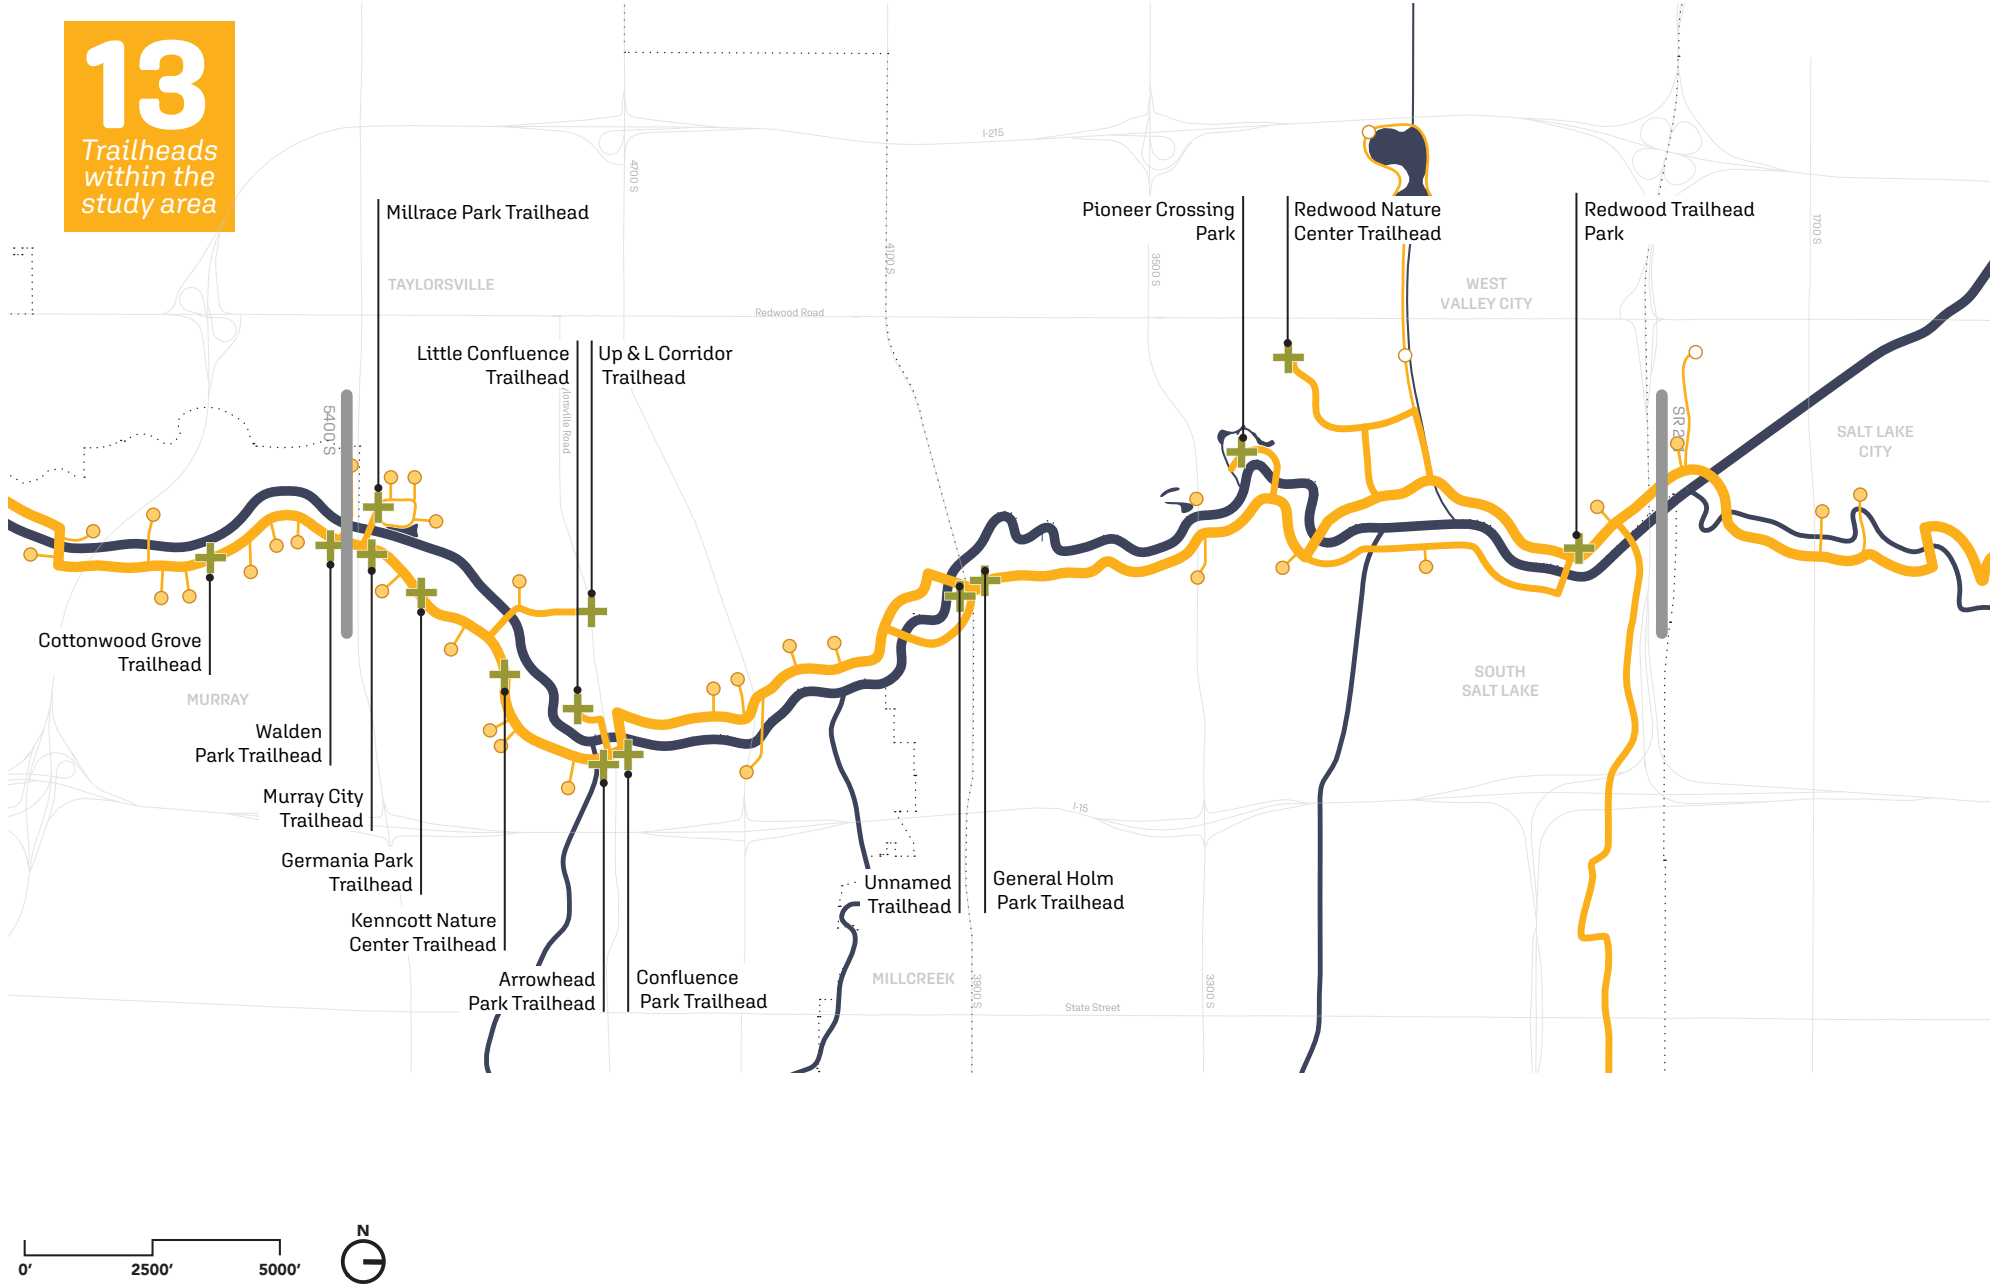 13
Trailheads
within the
study area
I-215
4700 S
Millrace Park Trailhead
Pioneer Crossing
Park
Redwood Nature
Center Trailhead
Redwood Trailhead
Park
1700 S
4100 S
3500 S
TAYLORSVILLE
WEST
VALLEY CITY
Redwood Road
Little Confluence
Trailhead
Up & L Corridor
Trailhead
lorsville Road
5400 S
SR 2
SALT LAKE
CITY
Cottonwood Grove
Trailhead
MURRAY
SOUTH
SALT LAKE
Walden
Park Trailhead
Murray City
Trailhead
I-15
Germania Park
Trailhead
Unnamed
Trailhead
General Holm
Park Trailhead
Kenncott Nature
Center Trailhead
Arrowhead
Park Trailhead
Confluence
Park Trailhead
MILLCREEK
3900 S
3300 S
State Street
N
0' 2500' 5000'